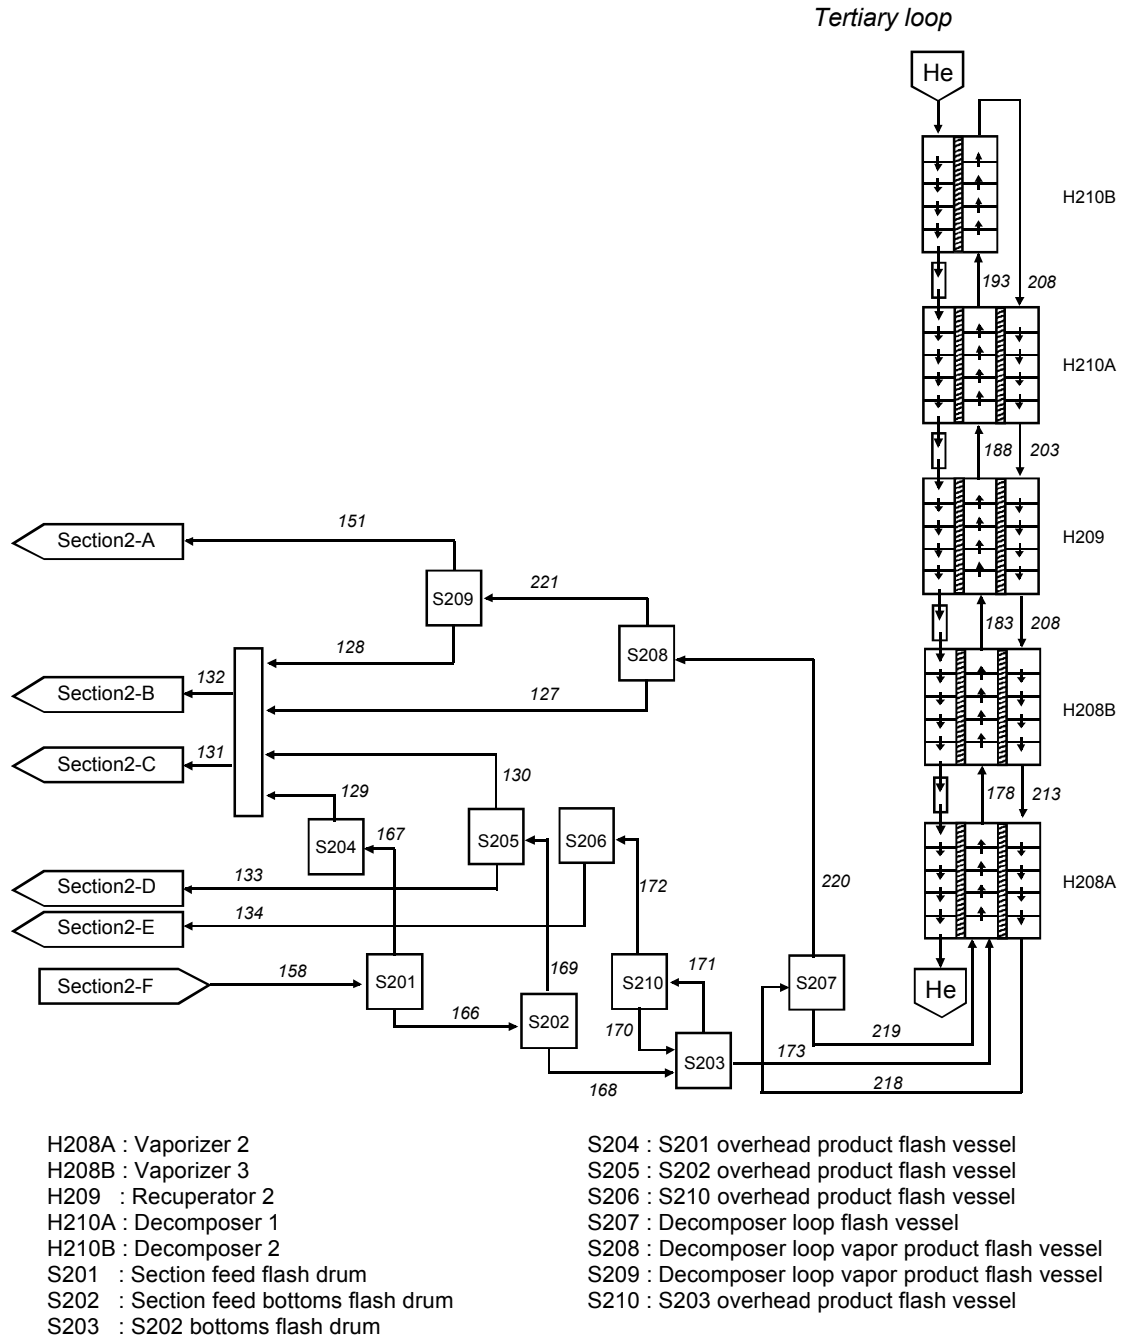 Tertiary loop
He
H210B
193
208
H210A
188
203
H209
151
Section2-A
221
S209
183
208
128
S208
132
Section2-B
127
H208B
131
Section2-C
130
129
178
213
167
S204
S205
S206
133
Section2-D
172
220
H208A
134
Section2-E
158
Section2-F
S201
169
S210
171
S207
He
166
S202
170
219
S203
173
168
218
H208A : Vaporizer 2
H208B : Vaporizer 3
H209 : Recuperator 2
H210A : Decomposer 1
H210B : Decomposer 2
S201 : Section feed flash drum
S202 : Section feed bottoms flash drum
S203 : S202 bottoms flash drum
S204 : S201 overhead product flash vessel
S205 : S202 overhead product flash vessel
S206 : S210 overhead product flash vessel
S207 : Decomposer loop flash vessel
S208 : Decomposer loop vapor product flash vessel
S209 : Decomposer loop vapor product flash vessel
S210 : S203 overhead product flash vessel